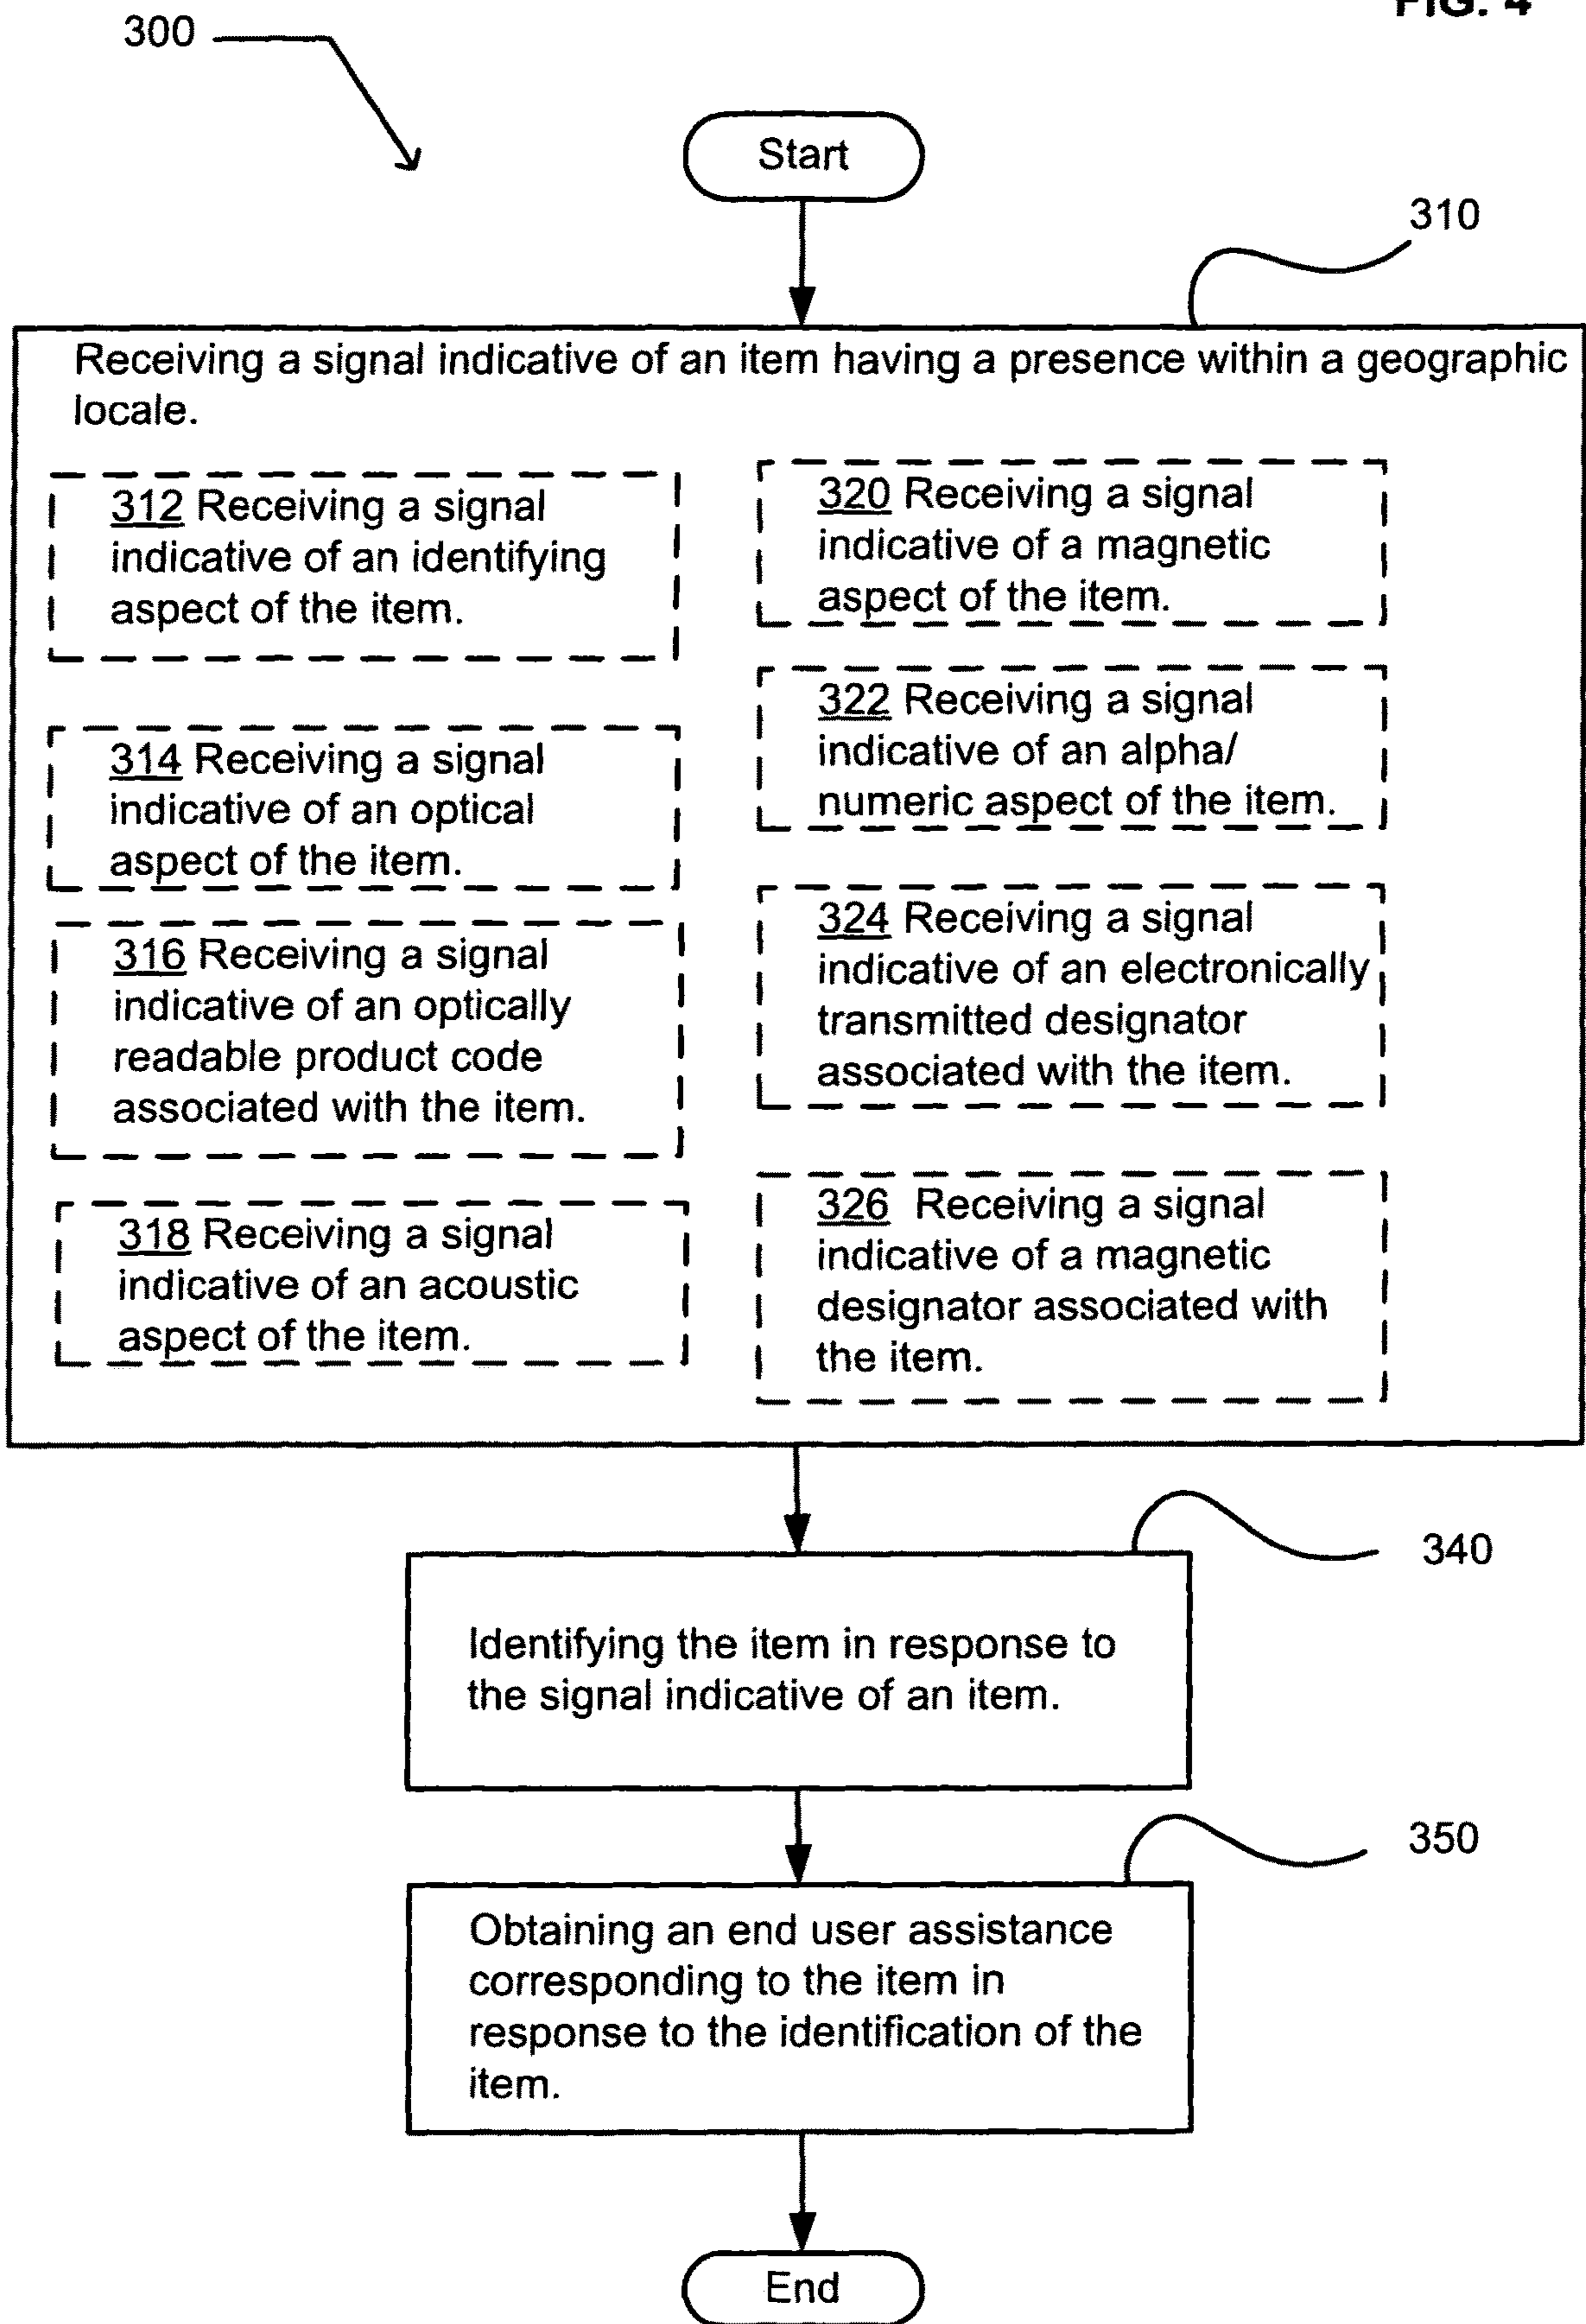 FIG. 4
300
Start
310
Receiving a signal indicative of an item having a presence within a geographic
locale.
312 Receiving a signal
indicative of an identifying
aspect of the item.
314 Receiving a signal
indicative of an optical
aspect of the item.
316 Receiving a signal
indicative of an optically
readable product code
associated with the item.
318 Receiving a signal
indicative of an acoustic
aspect of the item.
320 Receiving a signal
indicative of a magnetic
aspect of the item.
322 Receiving a signal
indicative of an alpha/
numeric aspect of the item.
324 Receiving a signal
indicative of an electronically
transmitted designator
associated with the item.
326 Receiving a signal
indicative of a magnetic
designator associated with
the item.
340
Identifying the item in response to
the signal indicative of an item.
350
Obtaining an end user assistance
corresponding to the item in
response to the identification of the
item.
End